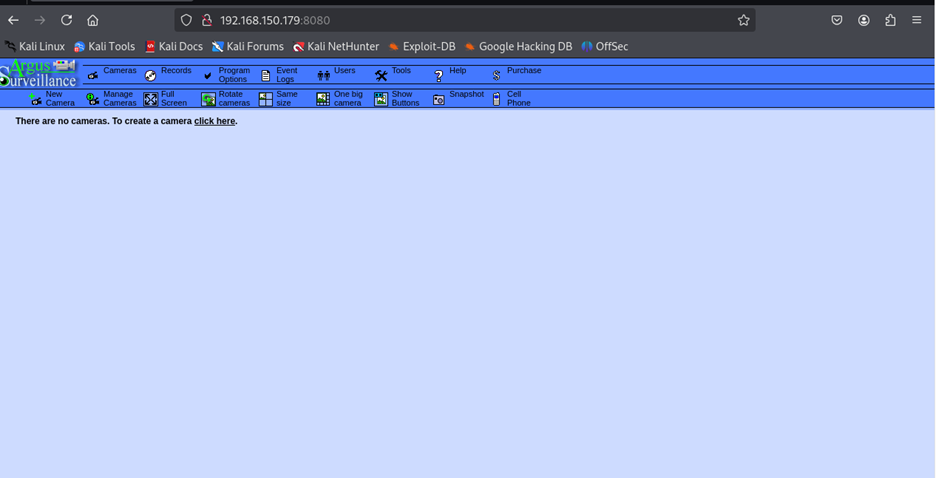 192.168.150.179:8080
Kali Linux Kali Tools Kali Docs Kali Forums Kali NetHunter Exploit-DB Google Hacking DB OffSec
Argus
Surveillance
Cameras Records Program Options Event Logs Users Tools Help Purchase
New Camera Manage Cameras Full Screen Rotate cameras Same size One big camera Show Buttons Snapshot Cell Phone
There are no cameras. To create a camera click here.